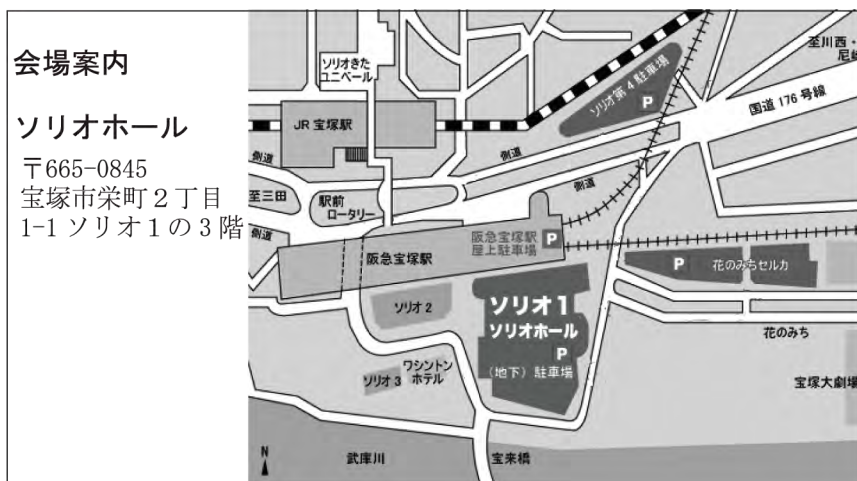 会場案内
ソリオホール
〒665-0845
宝塚市栄町２丁目
1-1 ソリオ１の３階
ソリオきた
ユニベール
至川西・
尼崎
ソリオ第４駐車場
P
国道 176 号線
JR 宝塚駅
側道
側道
側道
至三田
駅前
ロータリー
側道
阪急宝塚駅
屋上駐車場
P
阪急宝塚駅
P
花のみちセルカ
ソリオ 2
ソリオ 1
ソリオホール
P
（地下）駐車場
花のみち
ワシントン
ホテル
ソリオ 3
宝塚大劇場
N
武庫川
宝来橋